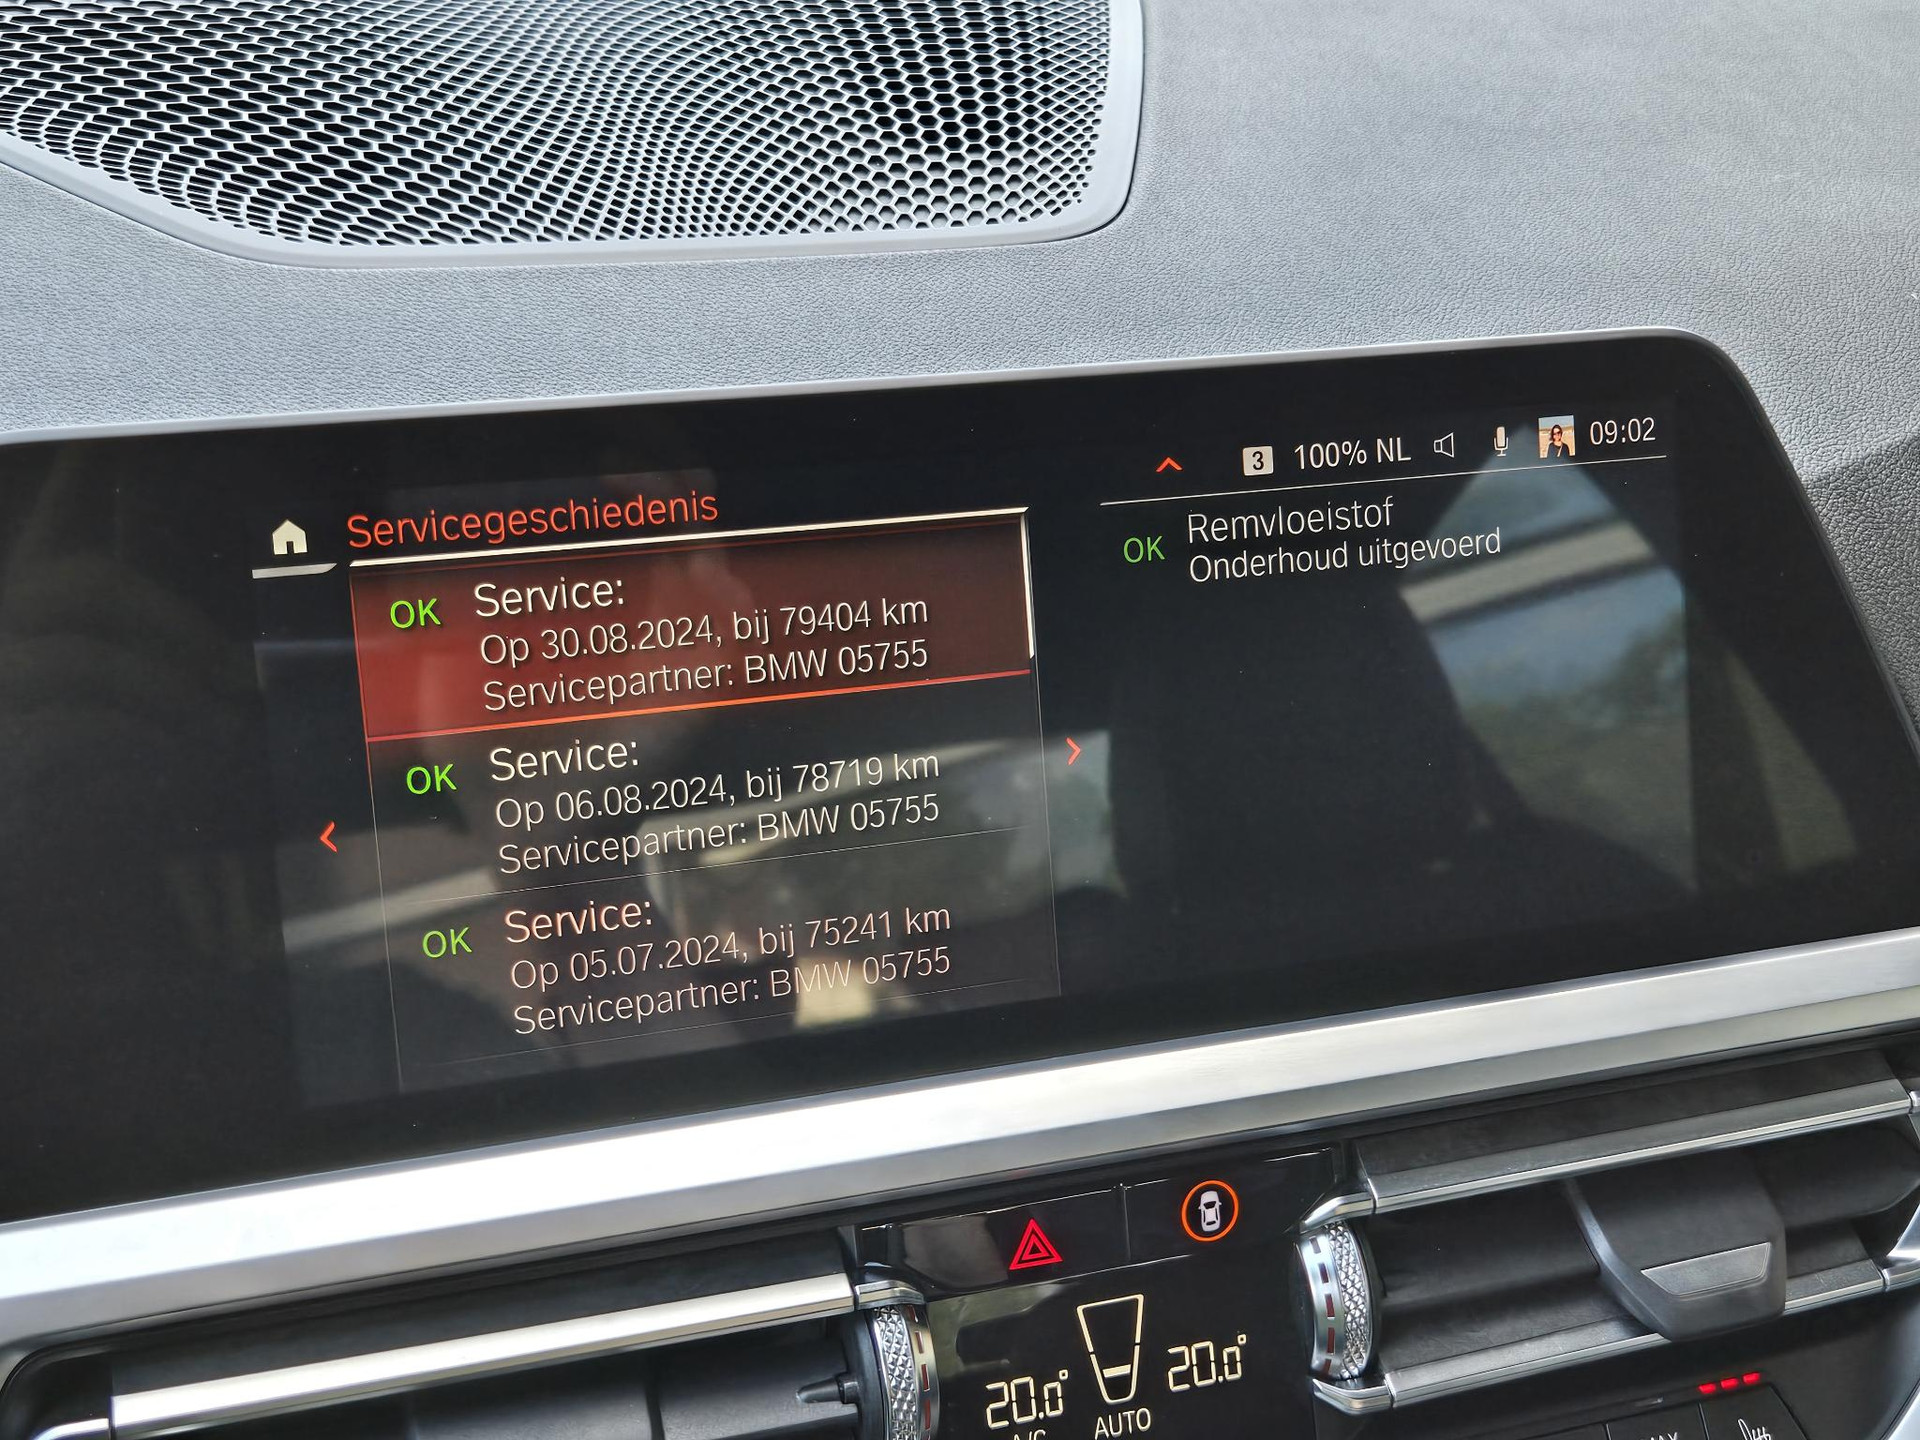 3 100% NL 09:02
Servicegeschiedenis
OK Service:
Op 30.08.2024, bij 79404 km
Servicepartner: BMW 05755
OK Service:
Op 06.08.2024, bij 78719 km
Servicepartner: BMW 05755
OK Service:
Op 05.07.2024, bij 75241 km
Servicepartner: BMW 05755
OK Remvloeistof
Onderhoud uitgevoerd
20.0° 20.0°
A/C AUTO